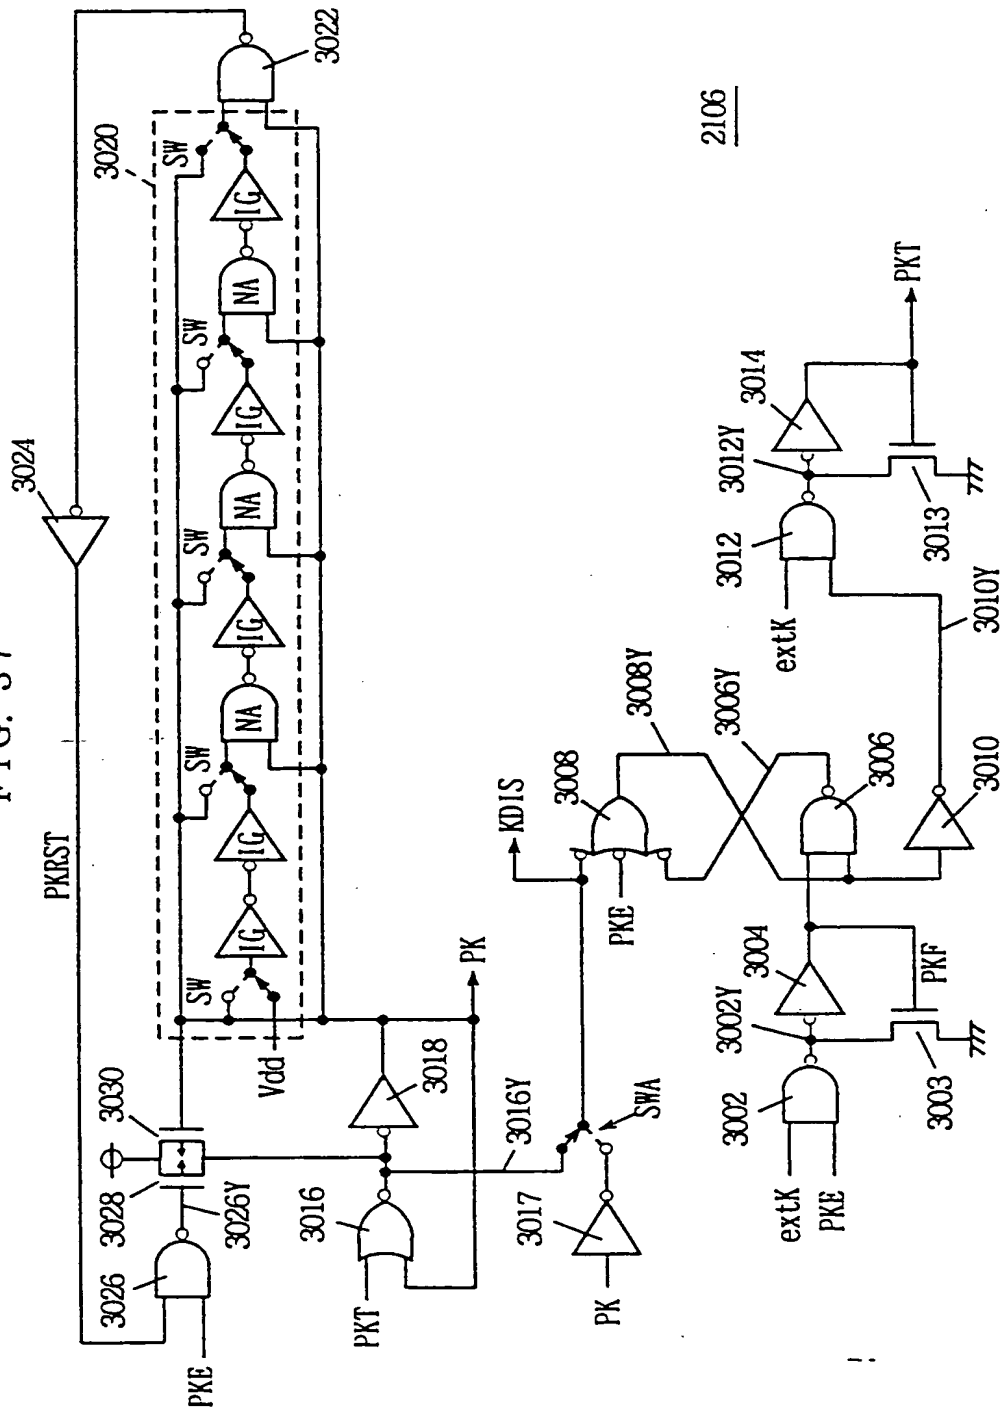 FIG. 37
3024
PKRST
3020
3026
3028
3030
SW
SW
SW
SW
SW
PKE
3026Y
IG
IG
NA
IG
NA
IG
NA
IG
Vdd
3022
3016
PKT
3018
3016Y
PK
3017
PK
SWA
KDIS
3008
PKE
3008Y
3006Y
2106
3002
3002Y
3004
extK
PKE
PKF
3003
3006
3010
3012
3012Y
3014
extK
PKT
3013
3010Y